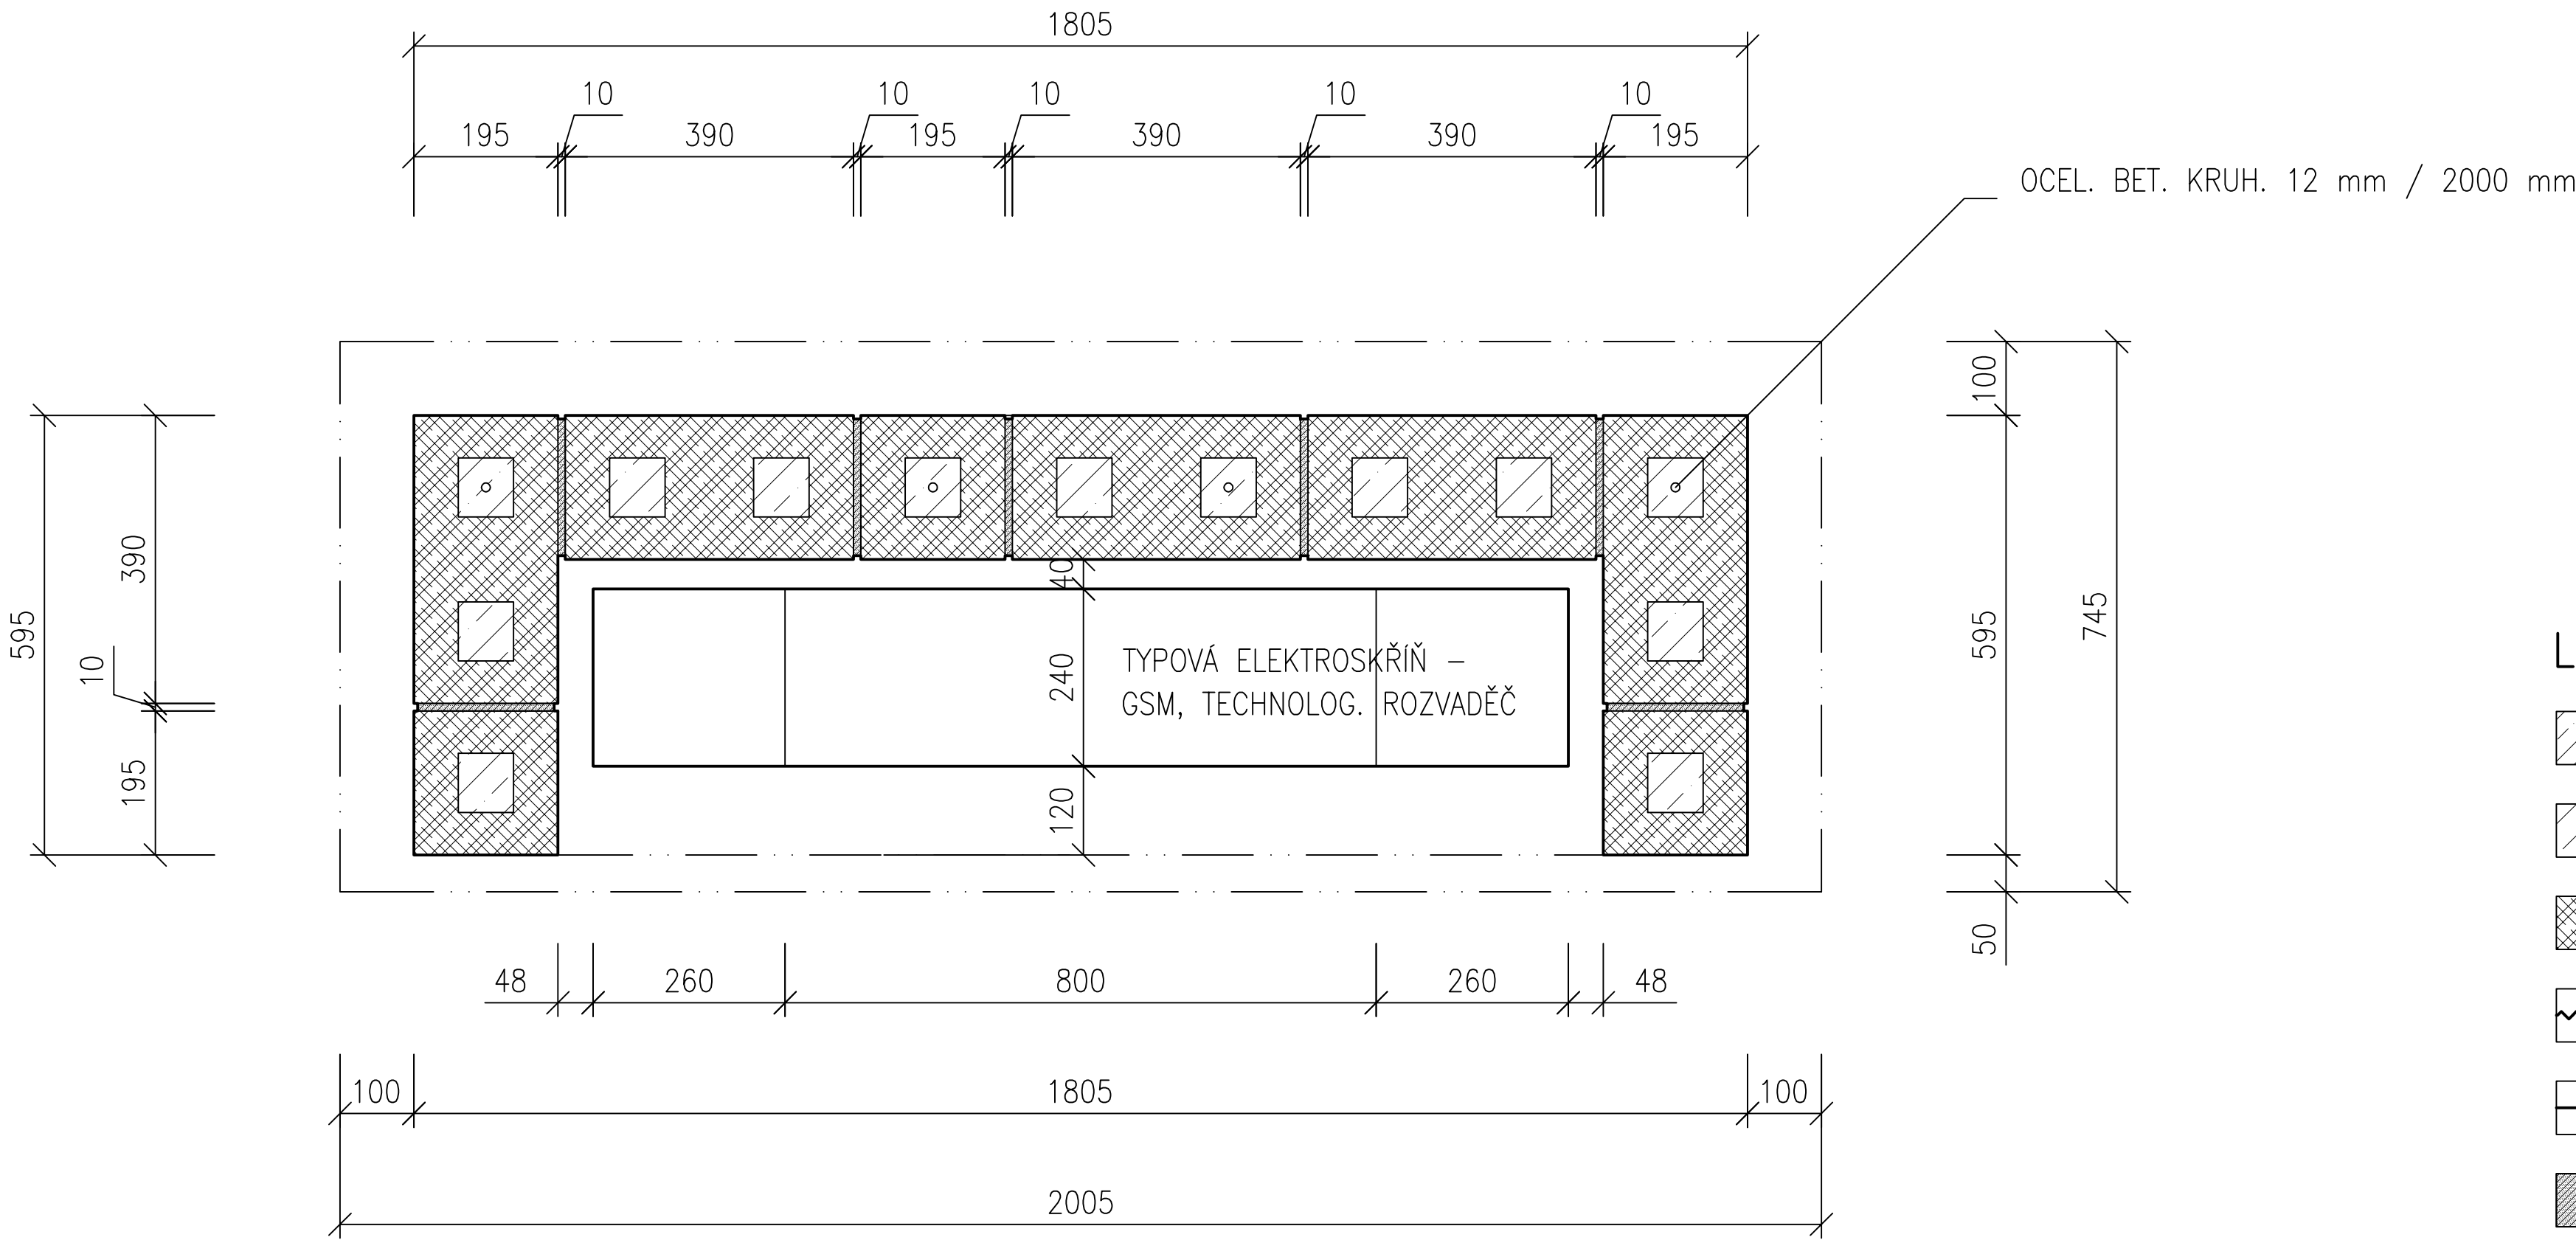 1805
10 10 10 10 10
195 390 195 390 390 195
OCEL. BET. KRUH. 12 mm / 2000 mm
100
390
40
595
10
195
240
120
TYPOVÁ ELEKTROSKŘÍŇ –
GSM, TECHNOLOG. ROZVADĚČ
595
745
50
L
48 260 800 260 48
100 1805 100
2005